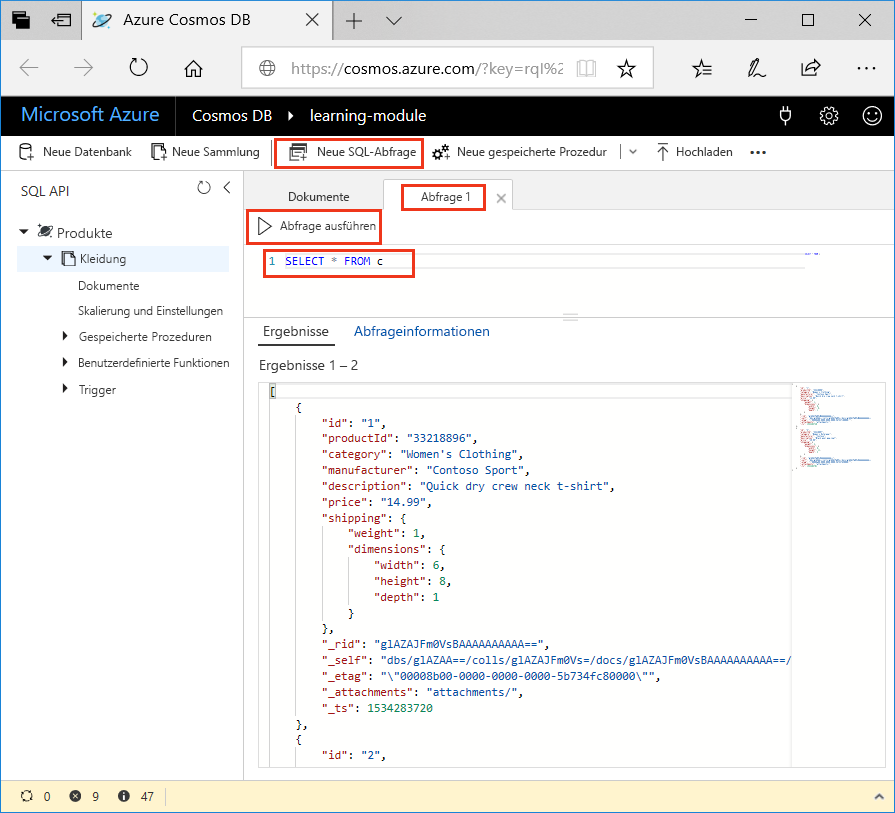 Azure Cosmos DB
https://cosmos.azure.com/?key=rql%2
Microsoft Azure Cosmos DB learning-module
Neue Datenbank Neue Sammlung Neue SQL-Abfrage Neue gespeicherte Prozedur Hochladen
SQL API
Dokumente Abfrage 1
Abfrage ausführen
1 SELECT * FROM c
Produkte
Kleidung
Dokumente
Skalierung und Einstellungen
Gespeicherte Prozeduren
Benutzerdefinierte Funktionen
Trigger
Ergebnisse Abfrageinformationen
Ergebnisse 1 – 2
[
{
"id": "1",
"productId": "33218896",
"category": "Women's Clothing",
"manufacturer": "Contoso Sport",
"description": "Quick dry crew neck t-shirt",
"price": "14.99",
"shipping": {
"weight": 1,
"dimensions": {
"width": 6,
"height": 8,
"depth": 1
}
},
"_rid": "glAZAJFm0VsBAAAAAAAAAA==",
"_self": "dbs/glAZAA==/colls/glAZAJFm0Vs=/docs/glAZAJFm0VsBAAAAAAAAAA==/
"_etag": "\"00008b00-0000-0000-0000-5b734fc80000\"",
"_attachments": "attachments/",
"_ts": 1534283720
},
{
"id": "2",
0 9 47